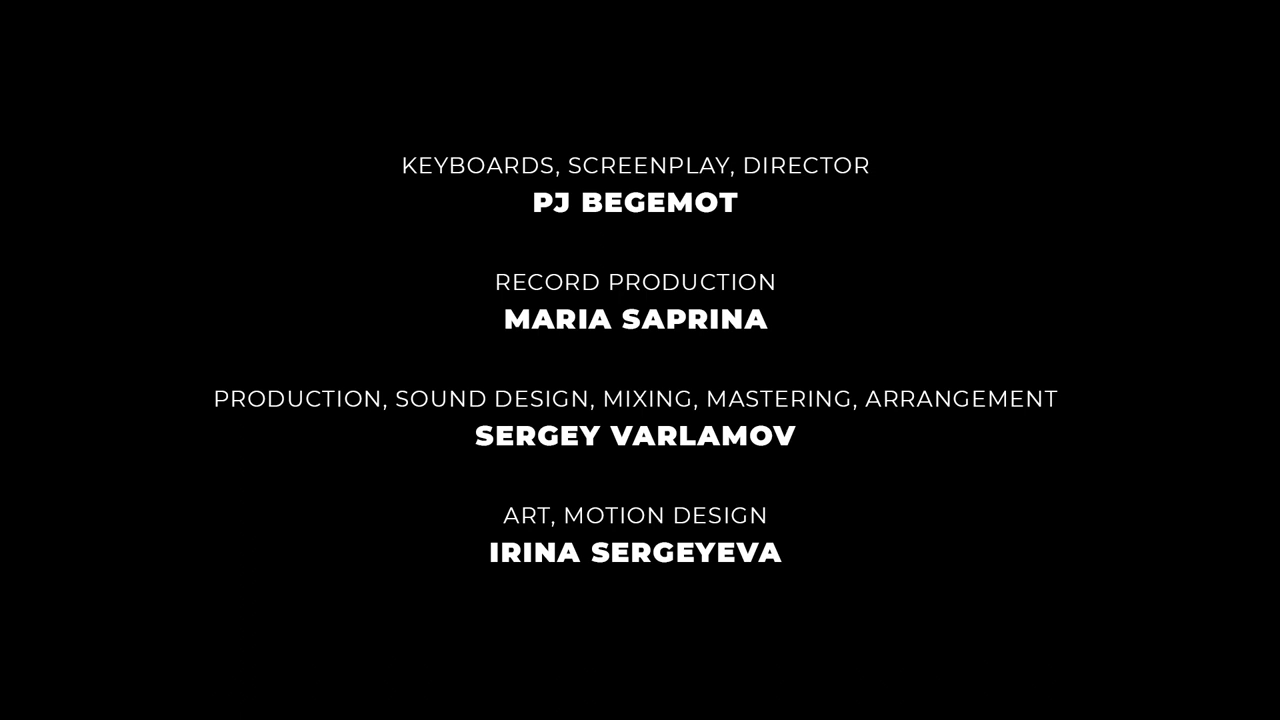 KEYBOARDS, SCREENPLAY, DIRECTOR
PJ BEGEMOT
RECORD PRODUCTION
MARIA SAPRINA
PRODUCTION, SOUND DESIGN, MIXING, MASTERING, ARRANGEMENT
SERGEY VARLAMOV
ART, MOTION DESIGN
IRINA SERGEYEVA